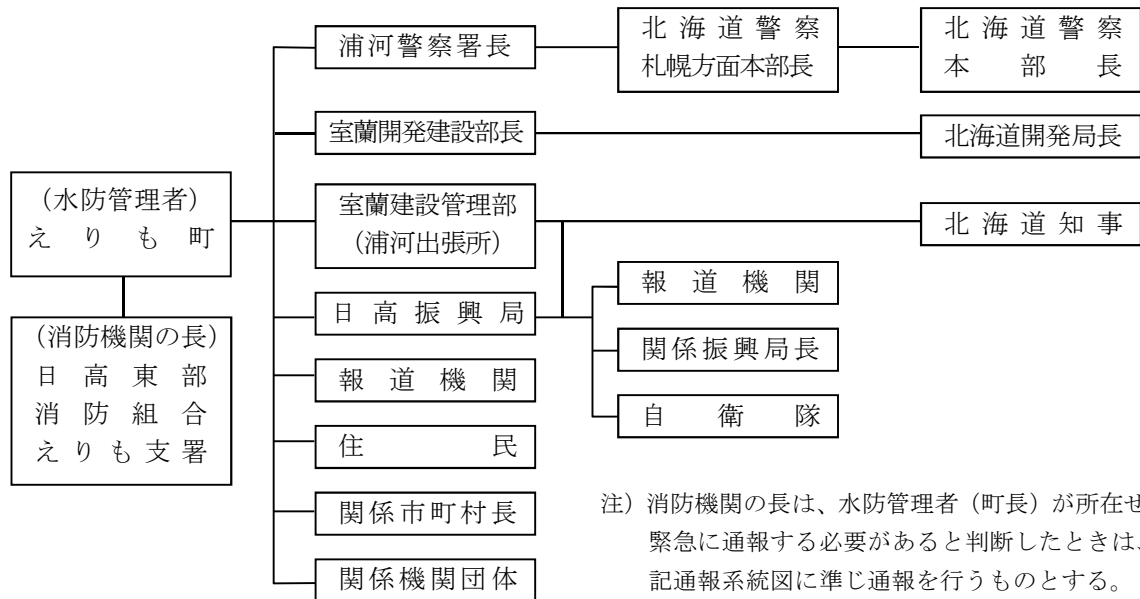 浦河警察署長
北海道警察
札幌方面本部長
北海道警察
本部長
室蘭開発建設部長
北海道開発局長
（水防管理者）
えりも町
室蘭建設管理部
（浦河出張所）
北海道知事
（消防機関の長）
日高東部
消防組合
えりも支署
日高振興局
報道機関
関係振興局長
自衛隊
報道機関
住民
関係市町村長
関係機関団体
注）消防機関の長は、水防管理者（町長）が所在せ
緊急に通報する必要があると判断したときは、
記通報系統図に準じ通報を行うものとする。